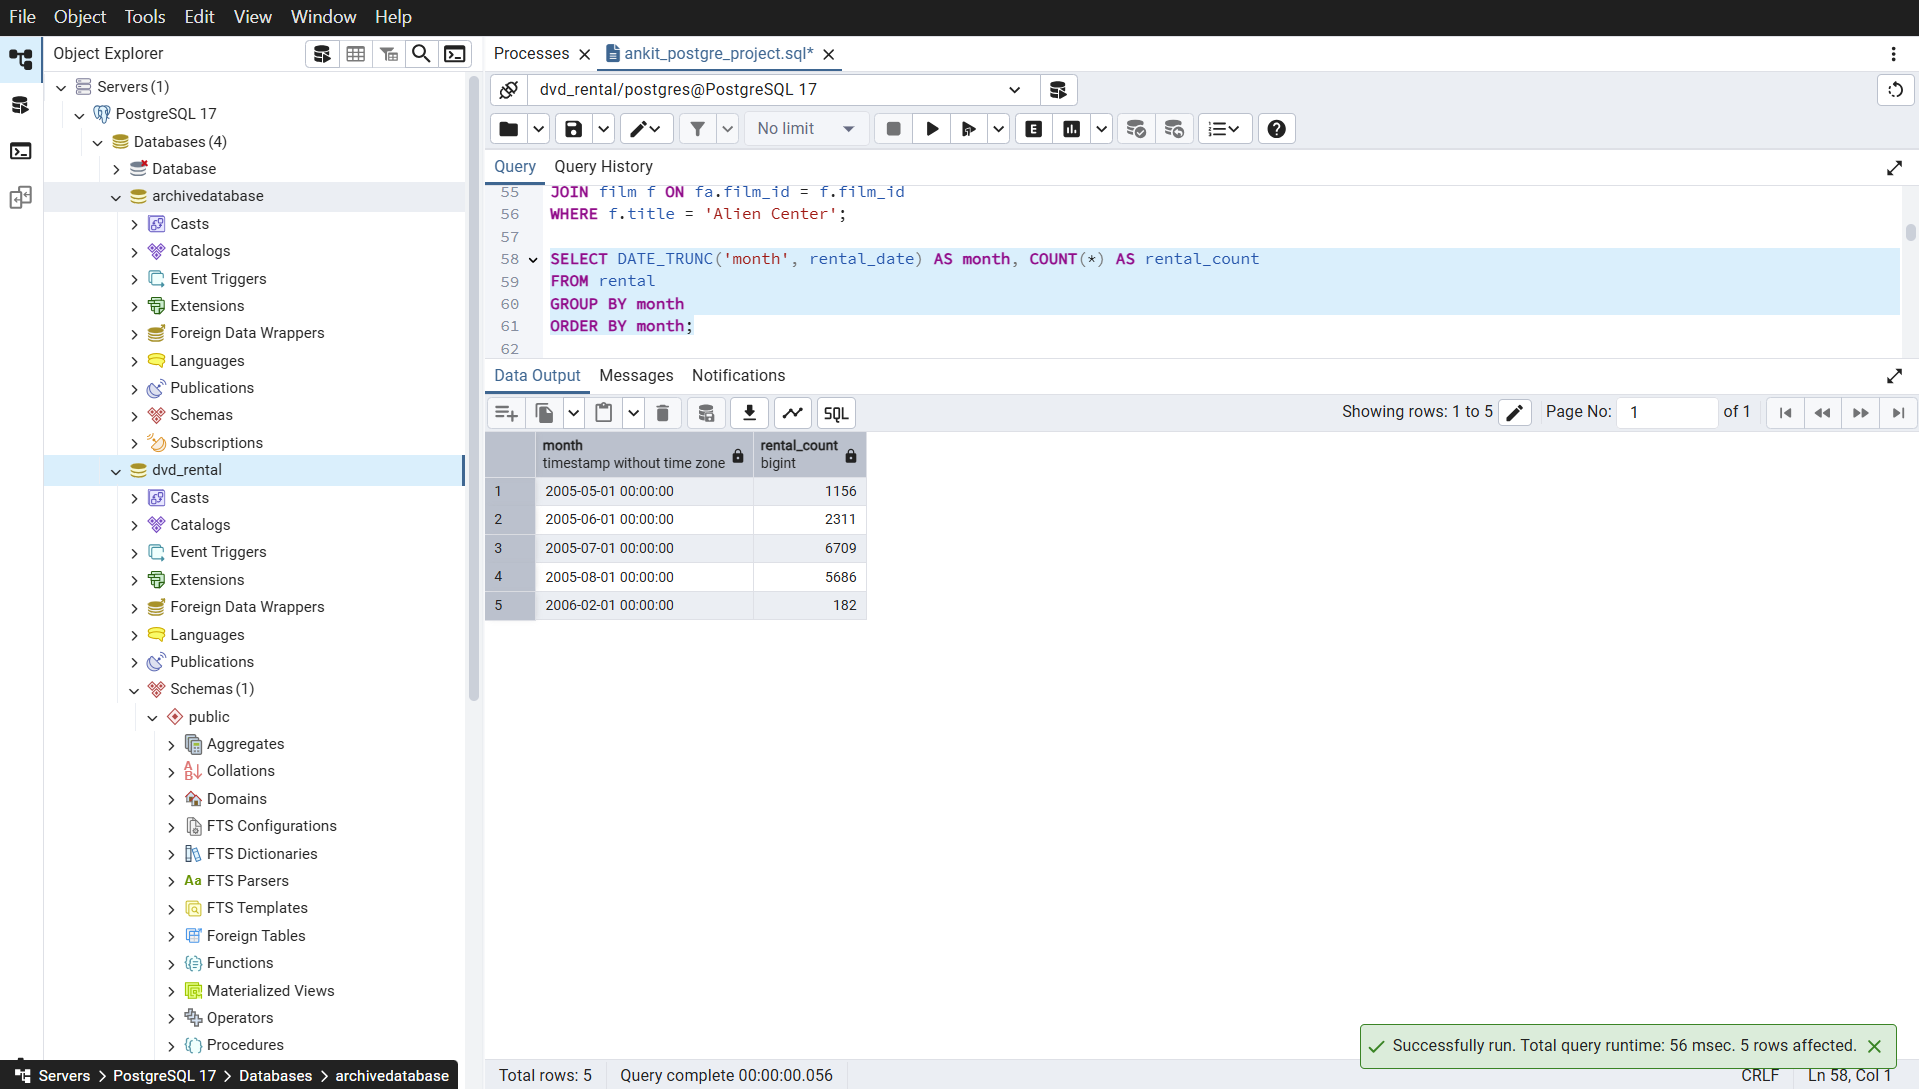 File Object Tools Edit View Window Help
Object Explorer
Servers (1)
PostgreSQL 17
Databases (4)
Database
archivedatabase
Casts
Catalogs
Event Triggers
Extensions
Foreign Data Wrappers
Languages
Publications
Schemas
Subscriptions
dvd_rental
Casts
Catalogs
Event Triggers
Extensions
Foreign Data Wrappers
Languages
Publications
Schemas (1)
public
Aggregates
Collations
Domains
FTS Configurations
FTS Dictionaries
Aa FTS Parsers
FTS Templates
Foreign Tables
Functions
Materialized Views
Operators
Procedures
Servers > PostgreSQL 17 > Databases > archivedatabase
Processes ankit_postgre_project.sql*
dvd_rental/postgres@PostgreSQL 17
No limit E
Query Query History
55 JOIN film f ON fa.film_id = f.film_id
56 WHERE f.title = 'Alien Center';
57
58 SELECT DATE_TRUNC('month', rental_date) AS month, COUNT(*) AS rental_count
59 FROM rental
60 GROUP BY month
61 ORDER BY month;
62
Data Output Messages Notifications
SQL Showing rows: 1 to 5 Page No: 1 of 1
month rental_count
timestamp without time zone bigint
1 2005-05-01 00:00:00 1156
2 2005-06-01 00:00:00 2311
3 2005-07-01 00:00:00 6709
4 2005-08-01 00:00:00 5686
5 2006-02-01 00:00:00 182
Successfully run. Total query runtime: 56 msec. 5 rows affected.
Total rows: 5 Query complete 00:00:00.056 CRLF Ln 58, Col 1